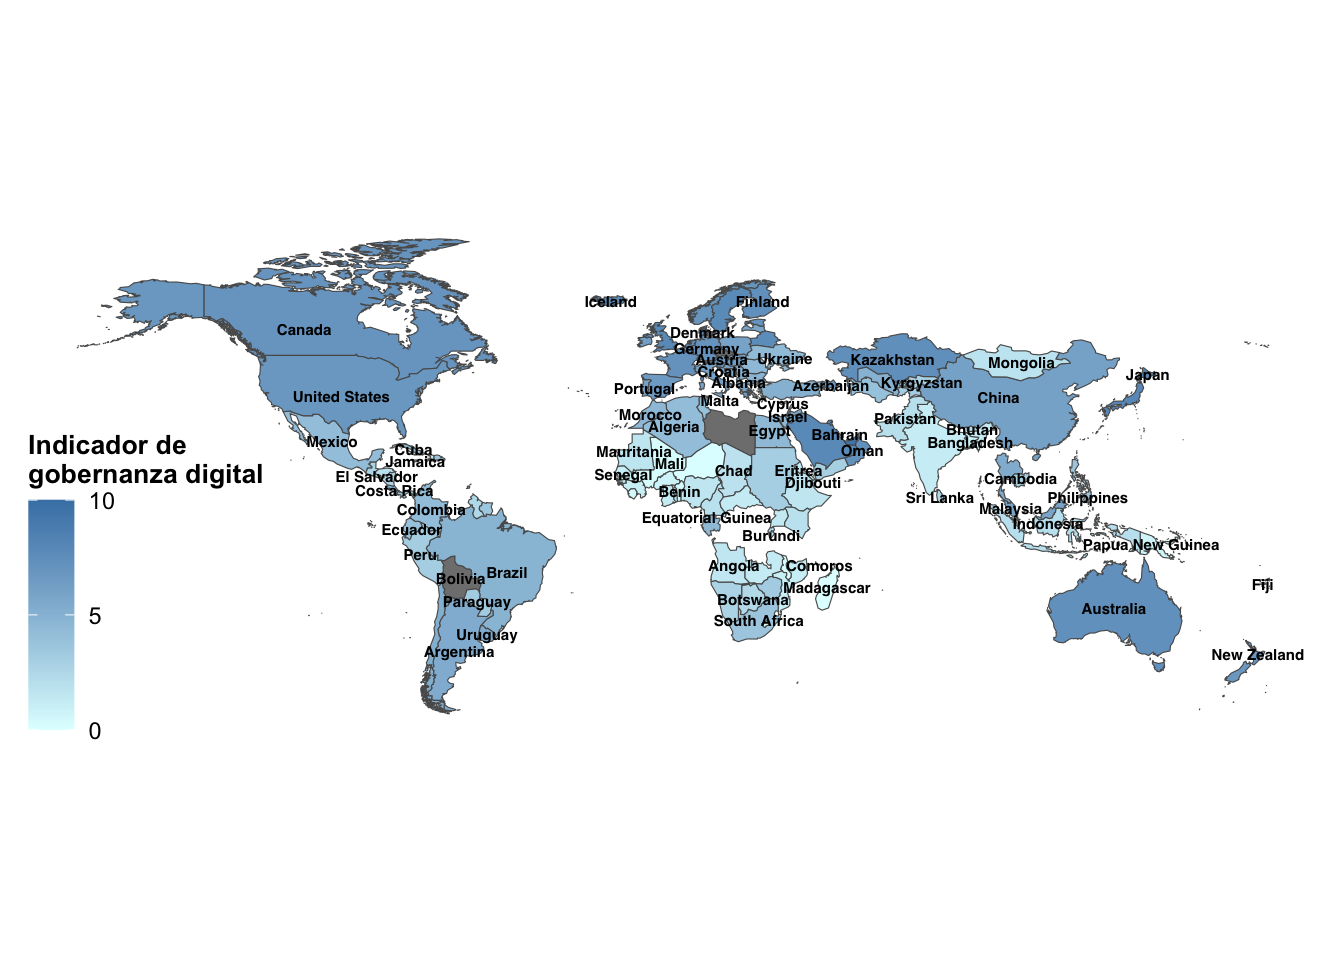 Canada
United States
Mexico
Cuba
Jamaica
El Salvador
Costa Rica
Colombia
Ecuador
Peru
Brazil
Bolivia
Paraguay
Uruguay
Argentina
Iceland
Finland
Denmark
Germany
Austria
Ukraine
Croatia
Albania
Portugal
Malta
Cyprus
Azerbaijan
Kazakhstan
Kyrgyzstan
Mongolia
China
Japan
Morocco
Algeria
Israel
Egypt
Bahrain
Oman
Pakistan
Bhutan
Bangladesh
Mauritania
Mali
Senegal
Chad
Eritrea
Djibouti
Benin
Equatorial Guinea
Burundi
Sri Lanka
Cambodia
Philippines
Malaysia
Indonesia
Papua New Guinea
Angola
Comoros
Madagascar
Botswana
South Africa
Australia
Fiji
New Zealand
Indicador de
gobernanza digital
10
5
0